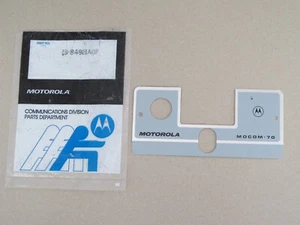 MOTOROLA
COMMUNICATIONS DIVISION
PARTS DEPARTMENT
MOTOROLA
MOCOM·70